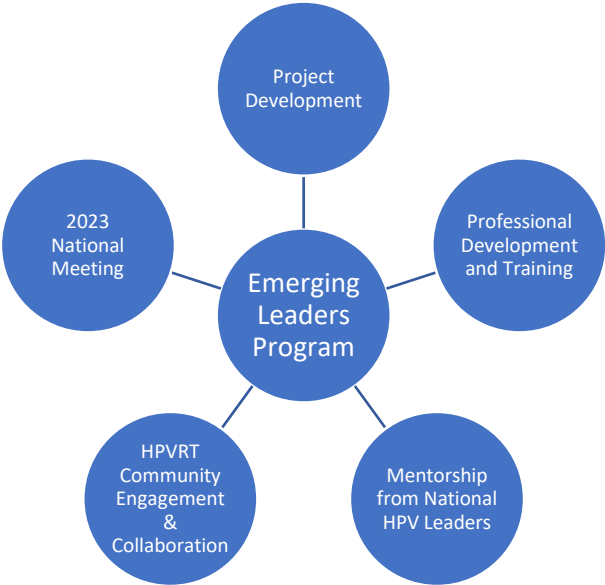 Project
Development
2023
National
Meeting
Professional
Development
and Training
Emerging
Leaders
Program
HPVRT
Community
Engagement
&
Collaboration
Mentorship
from National
HPV Leaders